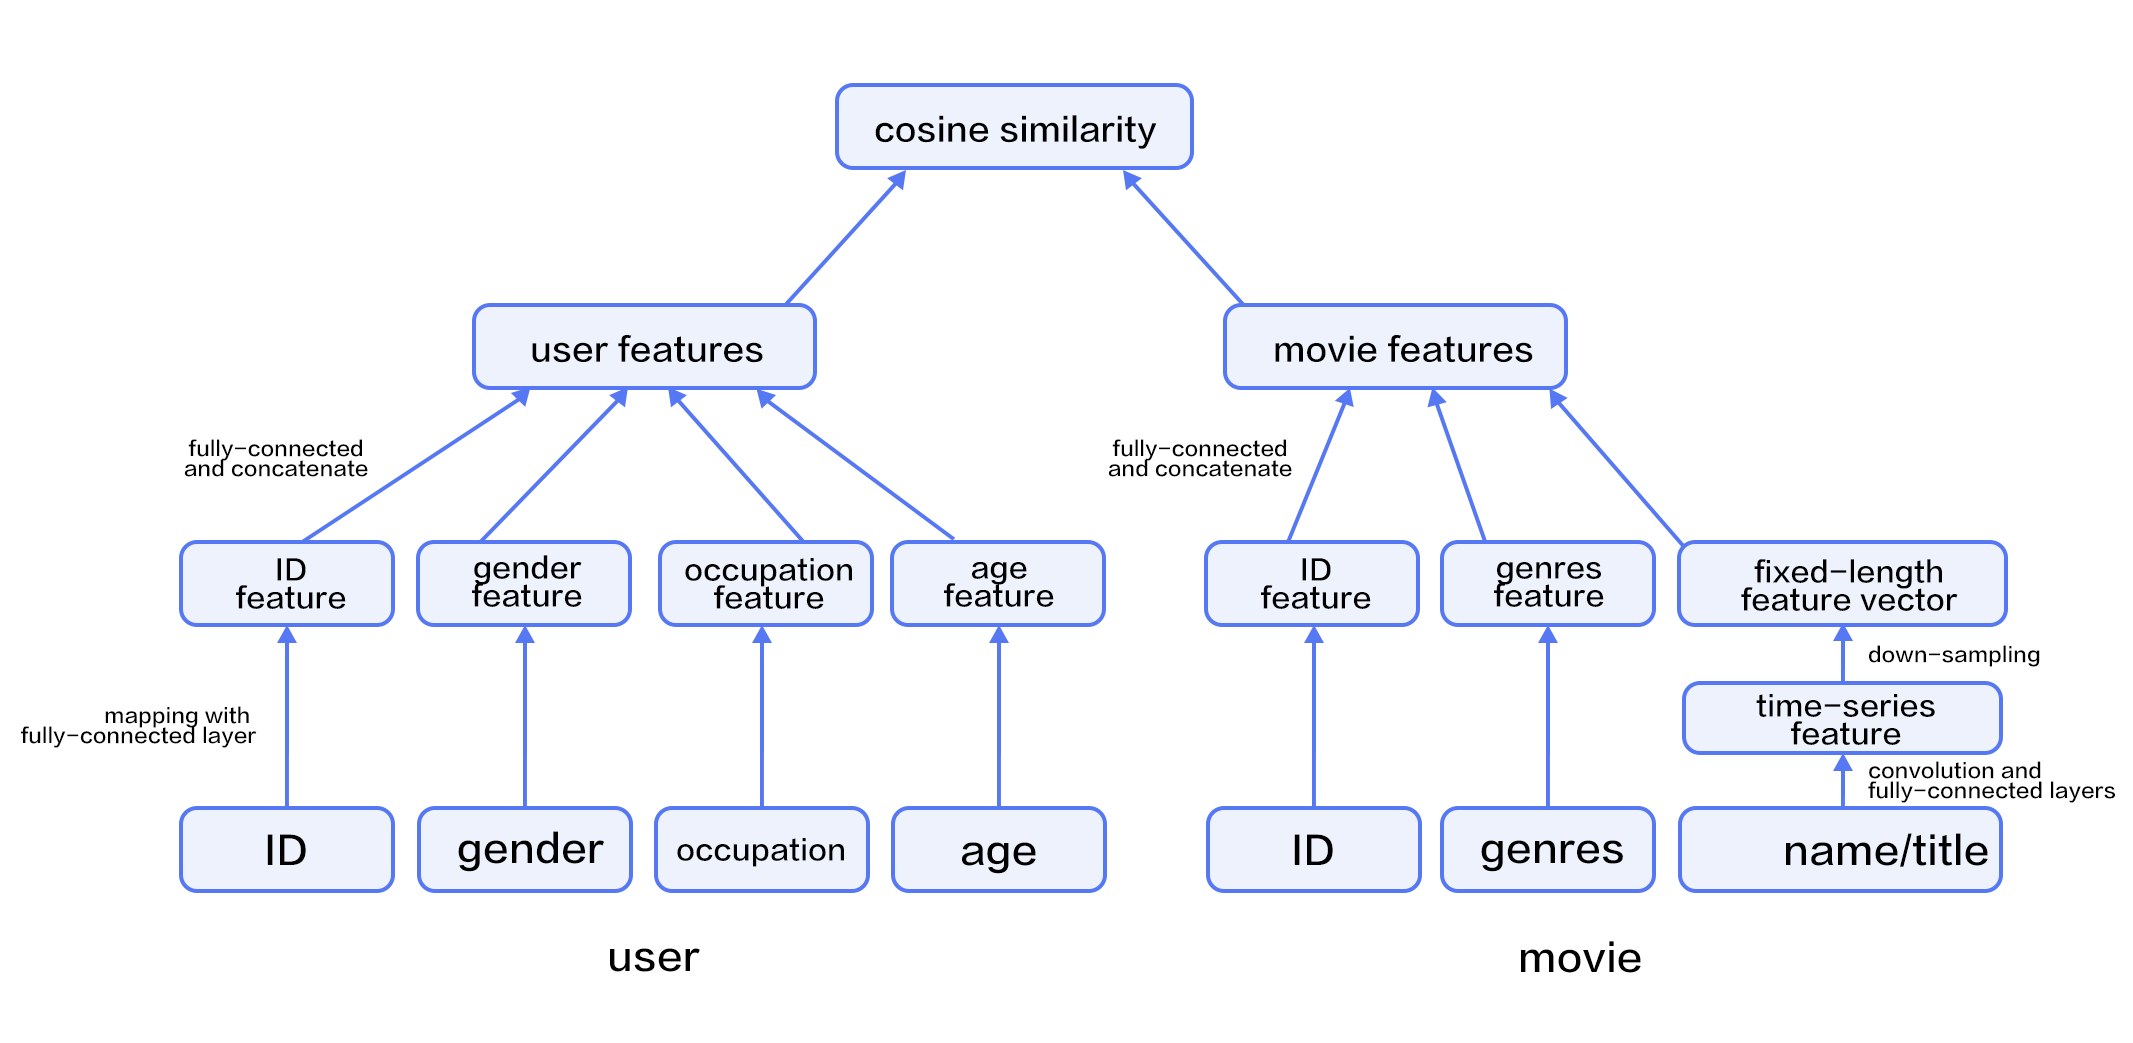 cosine similarity
user features
movie features
fully-connected
and concatenate
fully-connected
and concatenate
ID
feature
gender
feature
occupation
feature
age
feature
ID
feature
genres
feature
fixed-length
feature vector
down-sampling
mapping with
fully-connected layer
time-series
feature
convolution and
fully-connected layers
ID
gender
occupation
age
ID
genres
name/title
user
movie